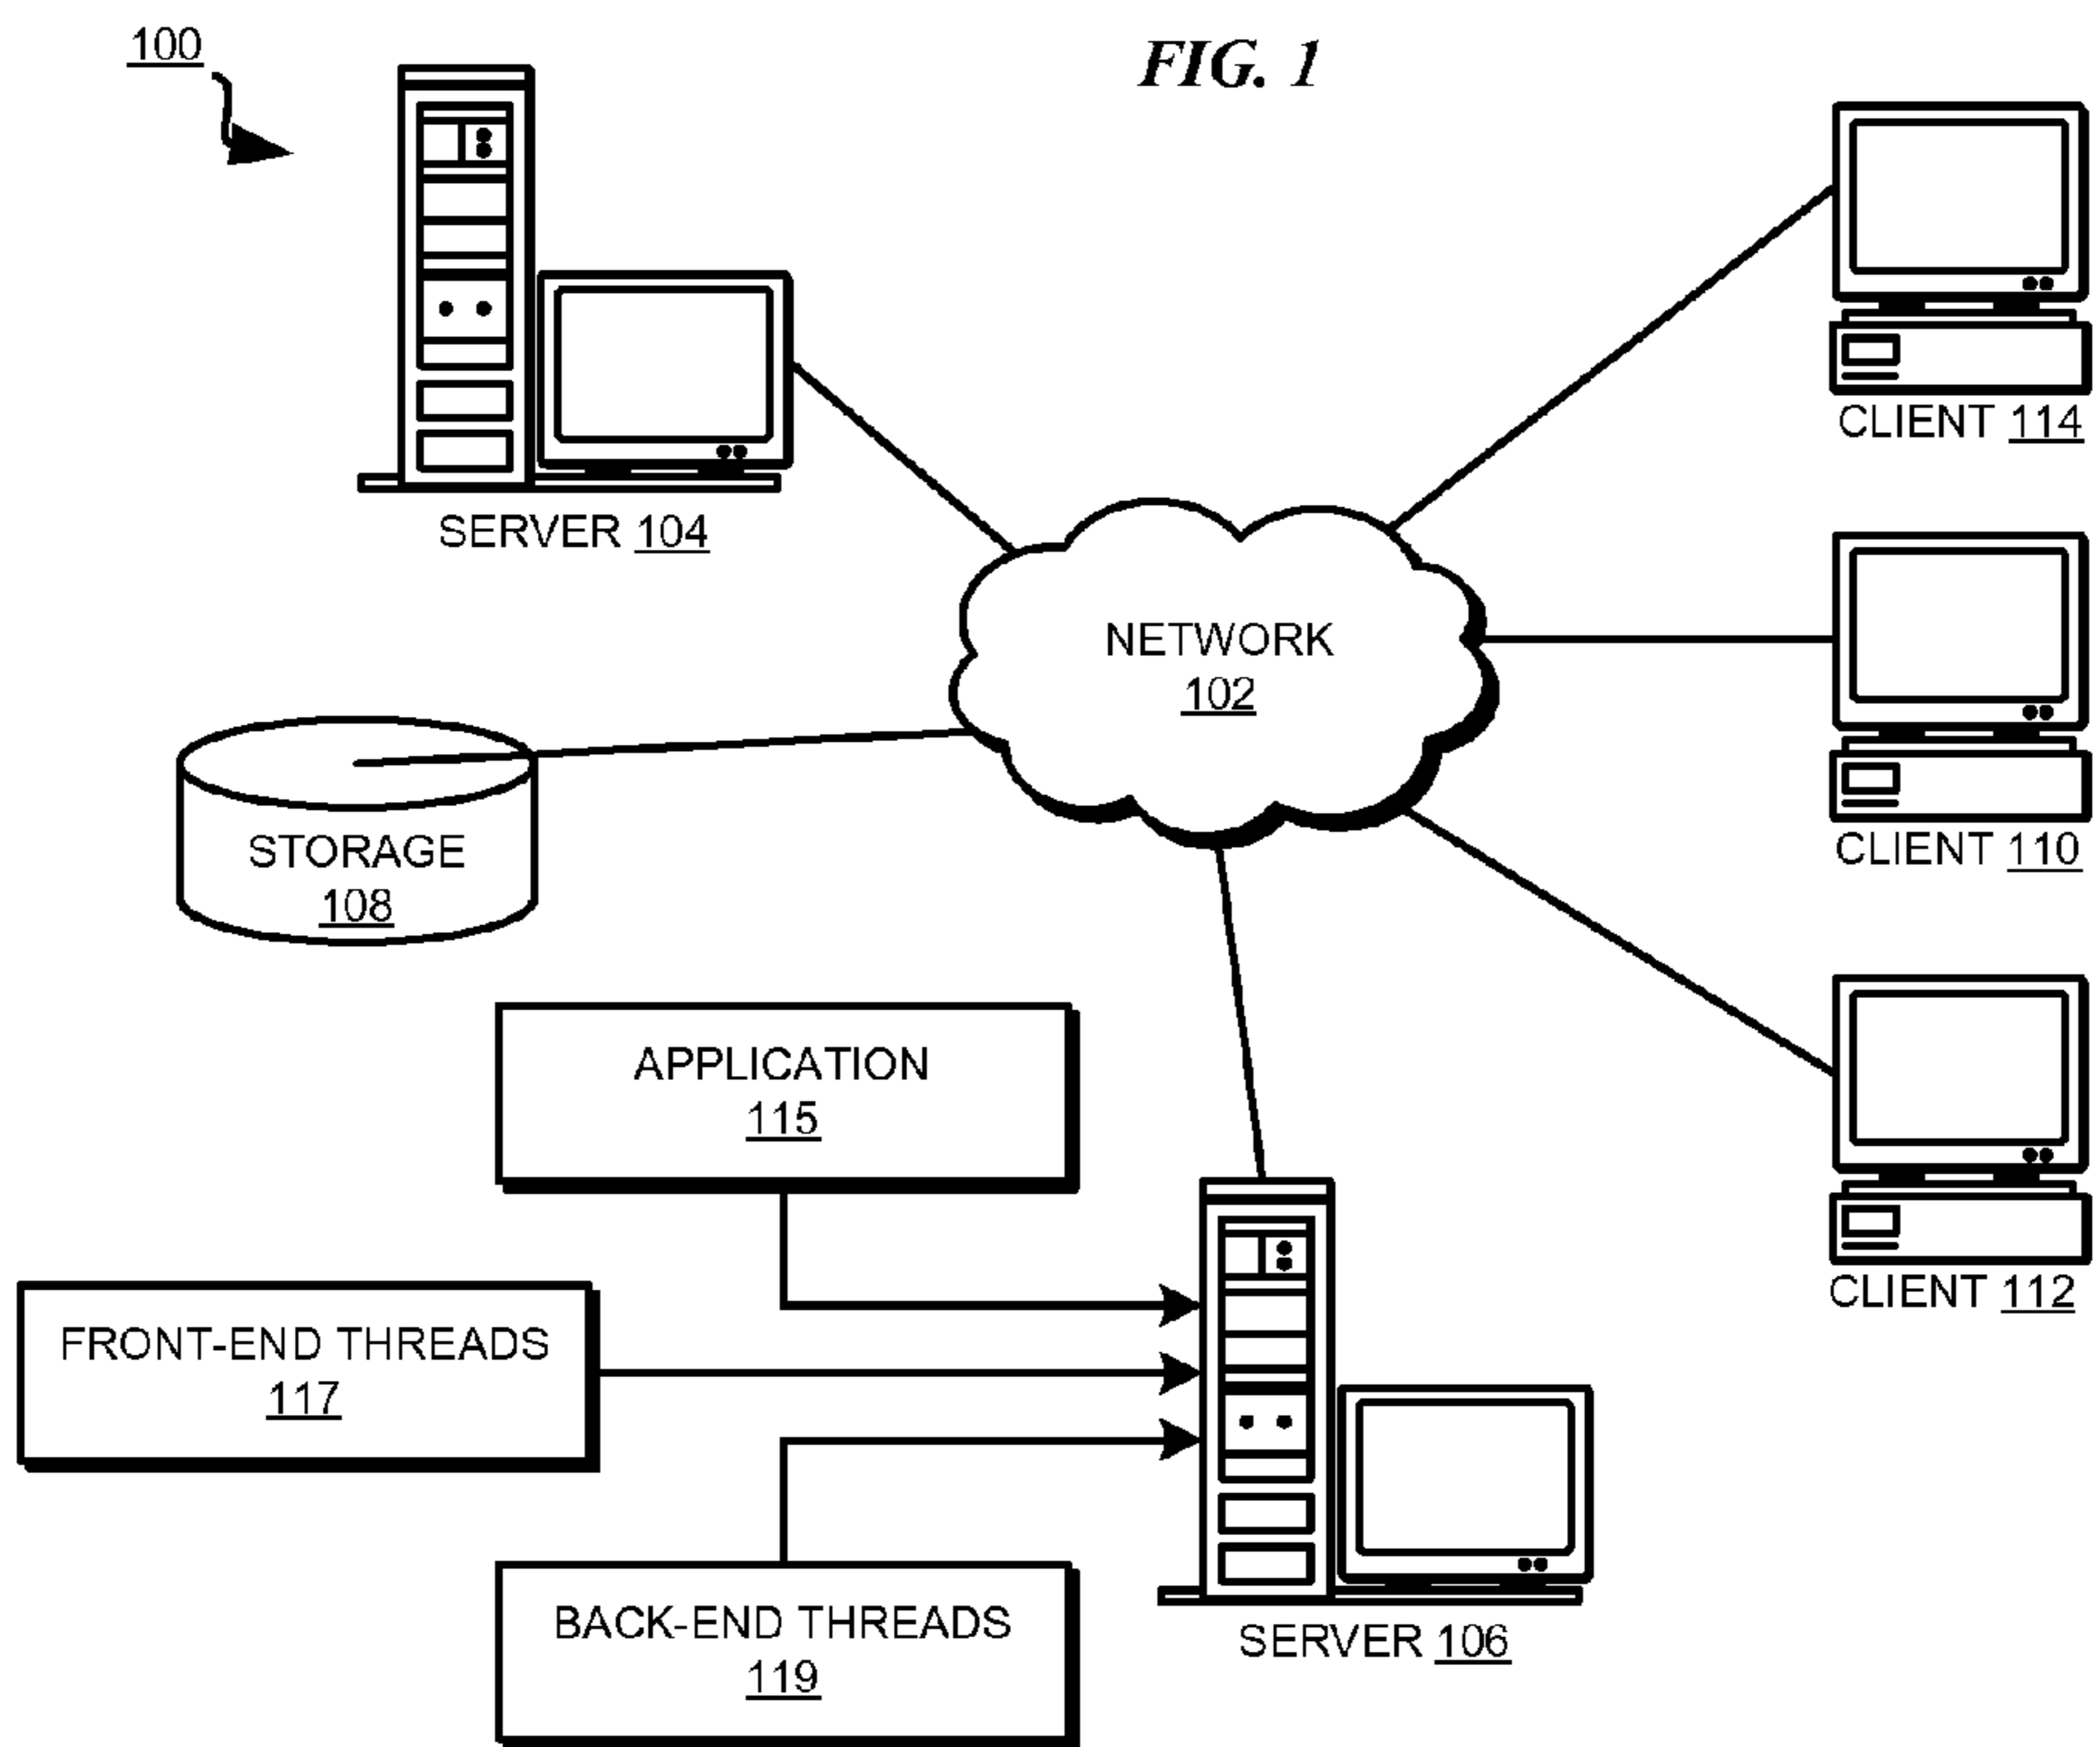 100
FIG. 1
CLIENT 114
SERVER 104
NETWORK
102
STORAGE
108
CLIENT 110
APPLICATION
115
CLIENT 112
FRONT-END THREADS
117
BACK-END THREADS
119
SERVER 106